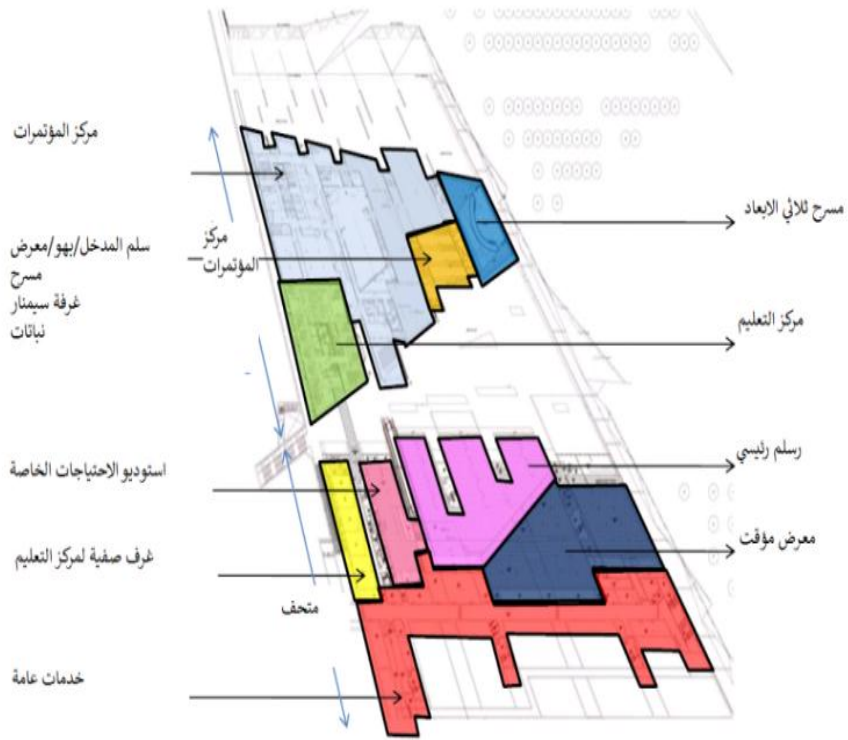 مركز المؤتمرات
مسرح ثلاثي الابعاد
مركز
المؤتمرات
سلم المدخل/بهو/معرض
مسرح
غرفة سيمنار
نباتات
مركز التعليم
رسلم رئيسي
استوديو الاحتياجات الخاصة
معرض مؤقت
غرف صفية لمركز التعليم
متحف
خدمات عامة